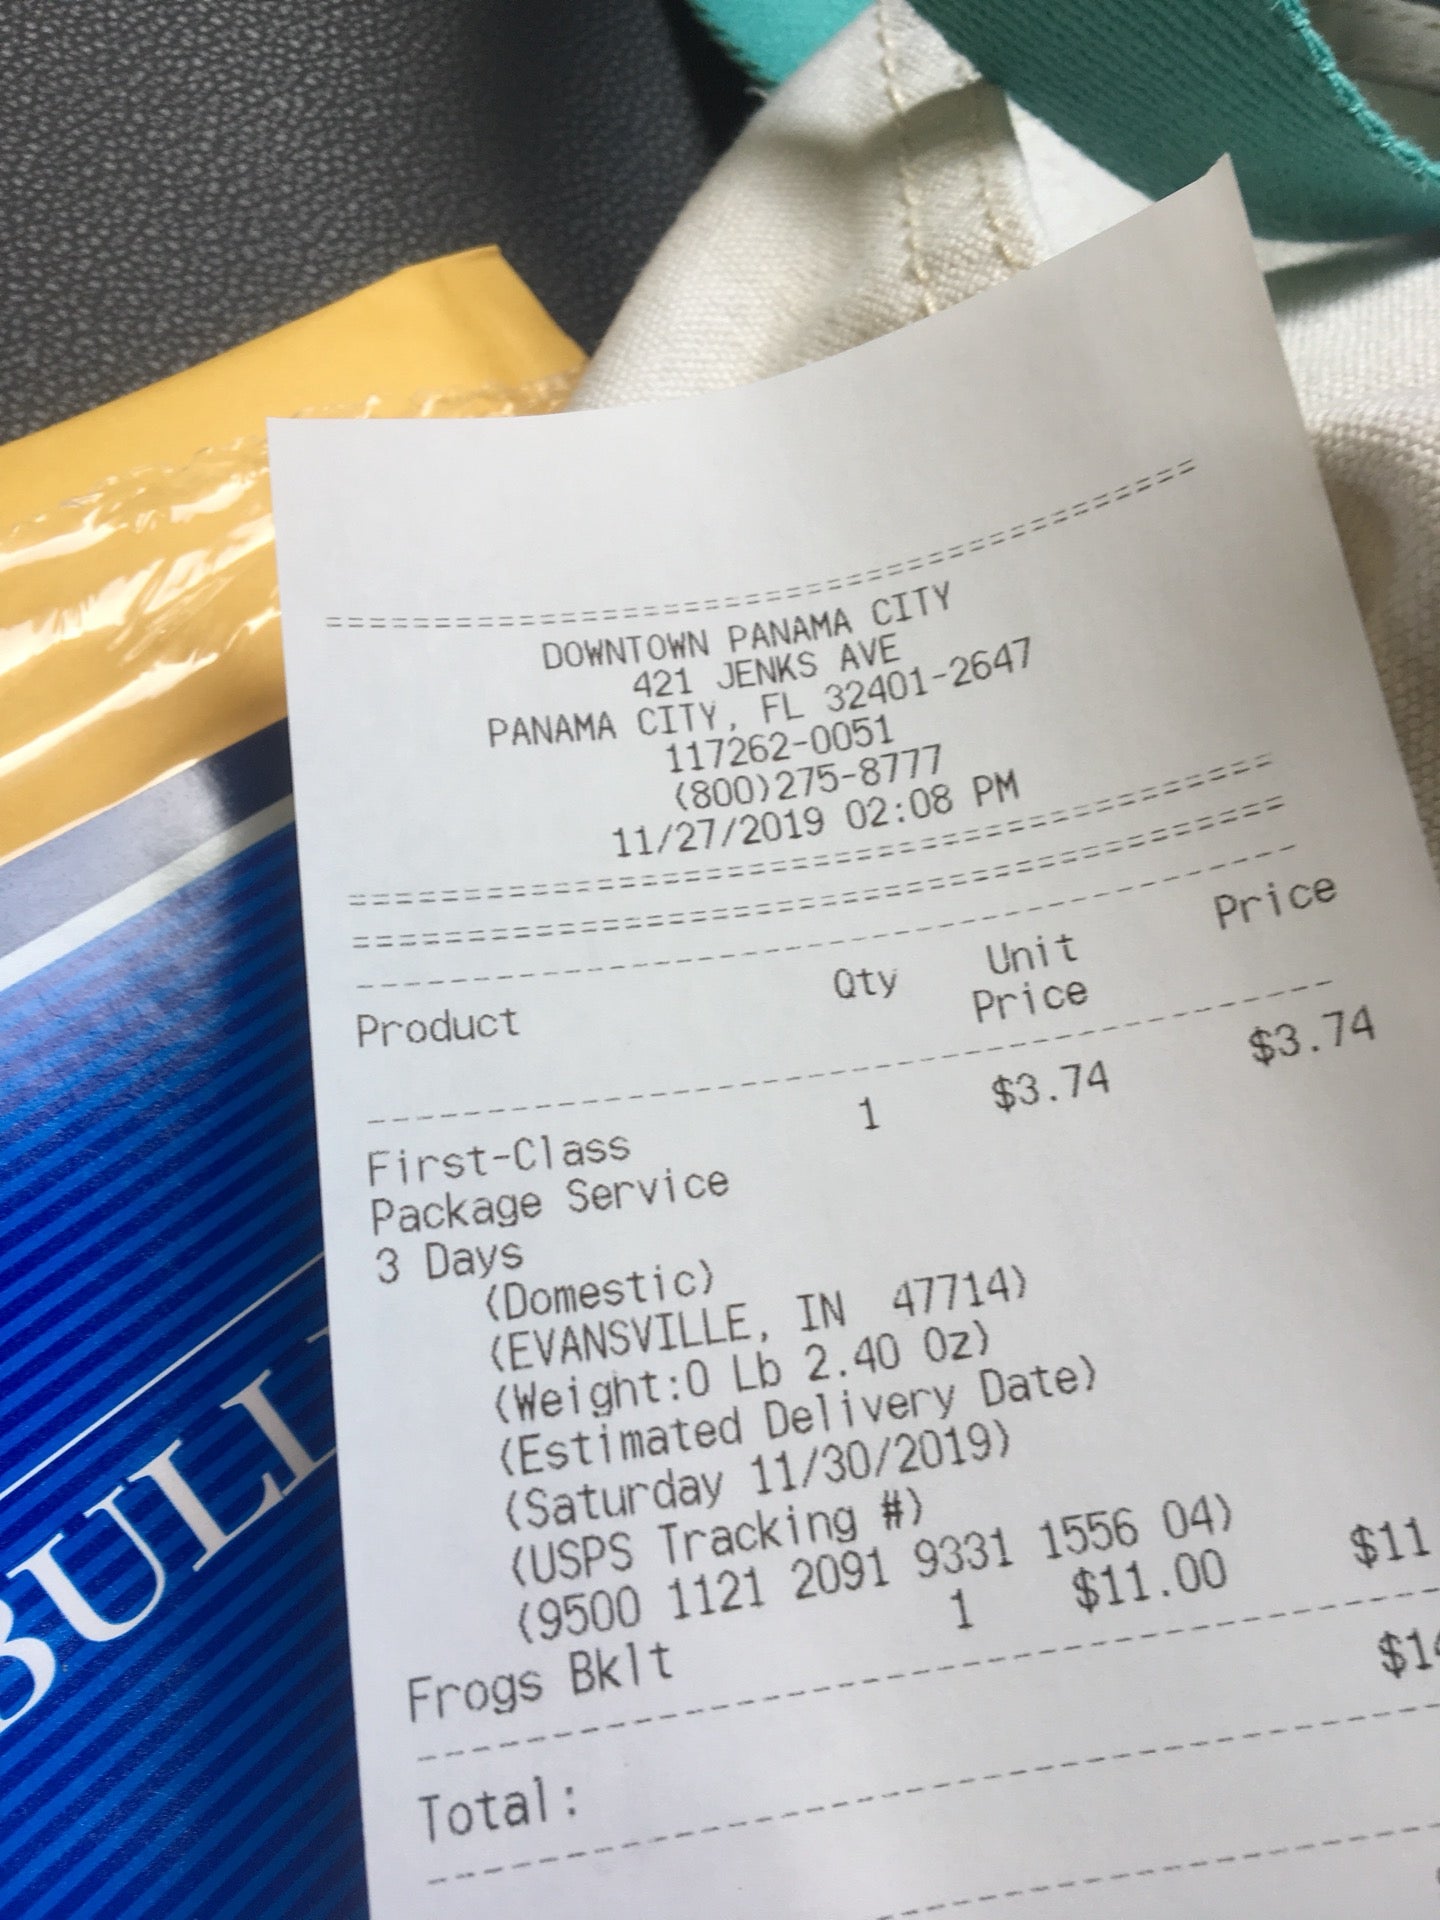 DOWNTOWN PANAMA CITY
421 JENKS AVE
PANAMA CITY, FL 32401-2647
117262-0051
(800)275-8777
11/27/2019 02:08 PM
Product Qty Unit Price Price
First-Class 1 $3.74 $3.74
Package Service
3 Days
(Domestic)
(EVANSVILLE, IN 47714)
(Weight:0 Lb 2.40 Oz)
(Estimated Delivery Date)
(Saturday 11/30/2019)
(USPS Tracking #)
(9500 1121 2091 9331 1556 04)
Frogs Bklt 1 $11.00 $11
Total: $14
BULL